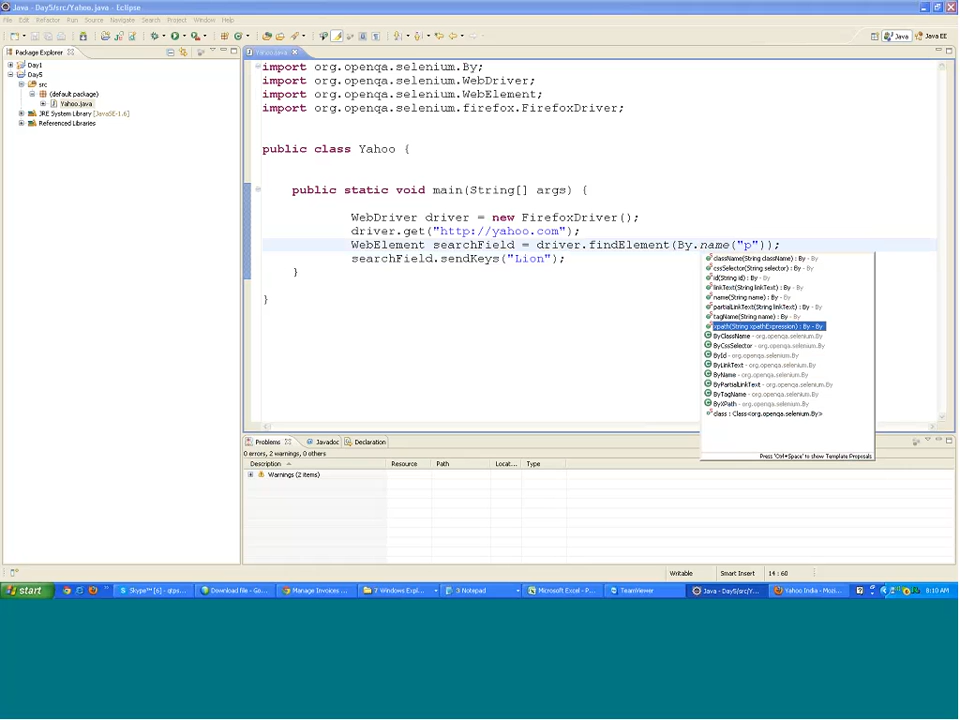 Java - Day5/src/Yahoo.java - Eclipse
File Edit Refactor Run Source Navigate Search Project Window Help
Java Java EE
Package Explorer
Yahoo.java
Day1
Day5
src
(default package)
Yahoo.java
JRE System Library [JavaSE-1.6]
Referenced Libraries
import org.openqa.selenium.By;
import org.openqa.selenium.WebDriver;
import org.openqa.selenium.WebElement;
import org.openqa.selenium.firefox.FirefoxDriver;
public class Yahoo {
public static void main(String[] args) {
WebDriver driver = new FirefoxDriver();
driver.get("http://yahoo.com");
WebElement searchField = driver.findElement(By.name("p"));
searchField.sendKeys("Lion");
}
}
className(String className) : By - By
cssSelector(String selector) : By - By
id(String id) : By - By
linkText(String linkText) : By - By
name(String name) : By - By
partialLinkText(String linkText) : By - By
tagName(String name) : By - By
xpath(String xpathExpression) : By - By
ByClassName - org.openqa.selenium.By
ByCssSelector - org.openqa.selenium.By
ById - org.openqa.selenium.By
ByLinkText - org.openqa.selenium.By
ByName - org.openqa.selenium.By
ByPartialLinkText - org.openqa.selenium.By
ByTagName - org.openqa.selenium.By
ByXPath - org.openqa.selenium.By
class : Class<org.openqa.selenium.By>
Press 'Ctrl+Space' to show Template Proposals
Problems Javadoc Declaration
0 errors, 2 warnings, 0 others
Description Resource Path Locat... Type
Warnings (2 items)
Writable Smart Insert 14 : 60
start Skype™ [6] - qtps... Download file - Go... Manage Invoices ... 7 Windows Expl... 3 Notepad Microsoft Excel - P... TeamViewer Java - Day5/src/Y... Yahoo India - Mozi... 8:10 AM